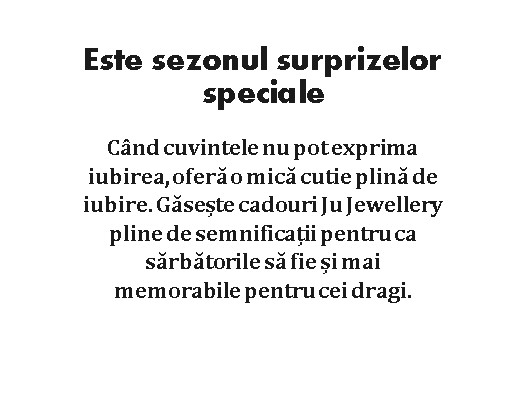 Este sezonul surprizelor
speciale
Când cuvintele nu pot exprima
iubirea, oferă o mică cutie plină de
iubire. Găsește cadouri Ju Jewellery
pline de semnificații pentru ca
sărbătorile să fie și mai
memorabile pentru cei dragi.